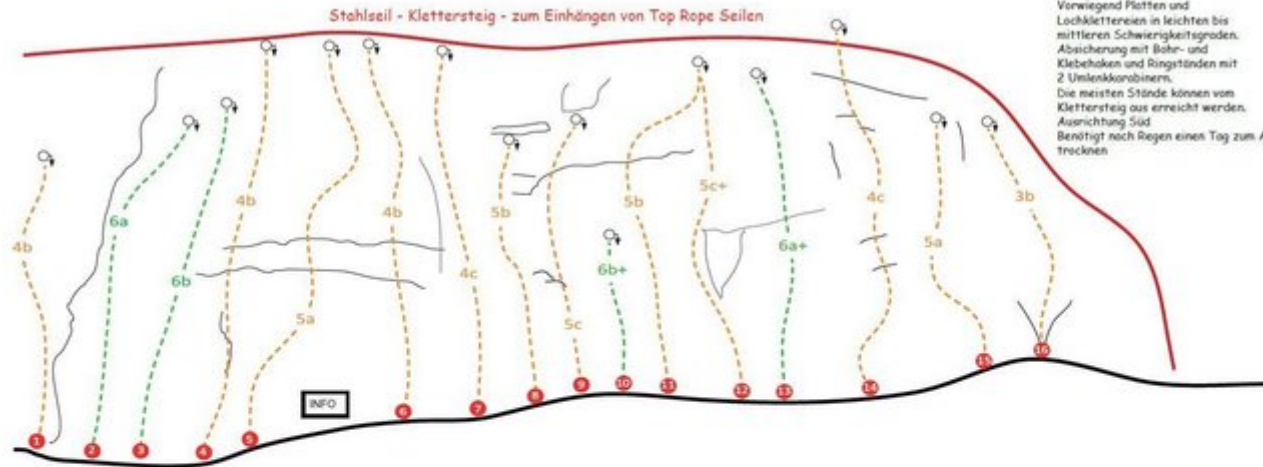 Stahlseil - Klettersteig - zum Einhängen von Top Rope Seilen
Vorwiegend Platten und
Lochklettereien in leichten bis
mittleren Schwierigkeitsgraden.
Absicherung mit Bohr- und
Klebehaken und Ringständen mit
2 Umlenkkarabinern.
Die meisten Stände können vom
Klettersteig aus erreicht werden.
Ausrichtung Süd
Benötigt nach Regen einen Tag zum A
trocknen
4b
6a
6b
4b
5a
4b
4c
5b
5c
6b+
5b
5c+
6a+
4c
5a
3b
INFO
1
2
3
4
5
6
7
8
9
10
11
12
13
14
15
16